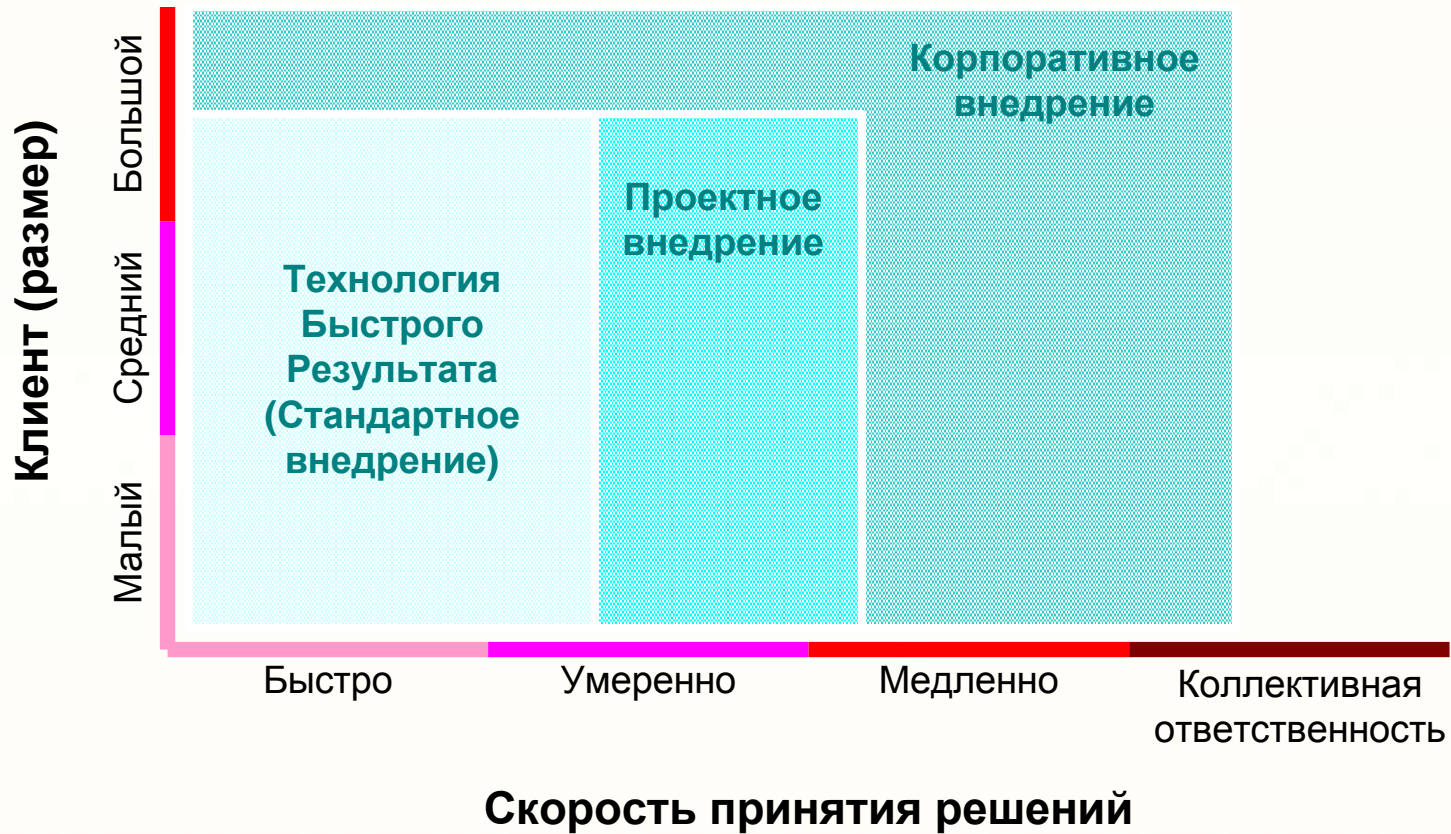 Клиент (размер)
Большой
Средний
Малый
Корпоративное
внедрение
Проектное
внедрение
Технология
Быстрого
Результата
(Стандартное
внедрение)
Быстро
Умеренно
Медленно
Коллективная
ответственность
Скорость принятия решений